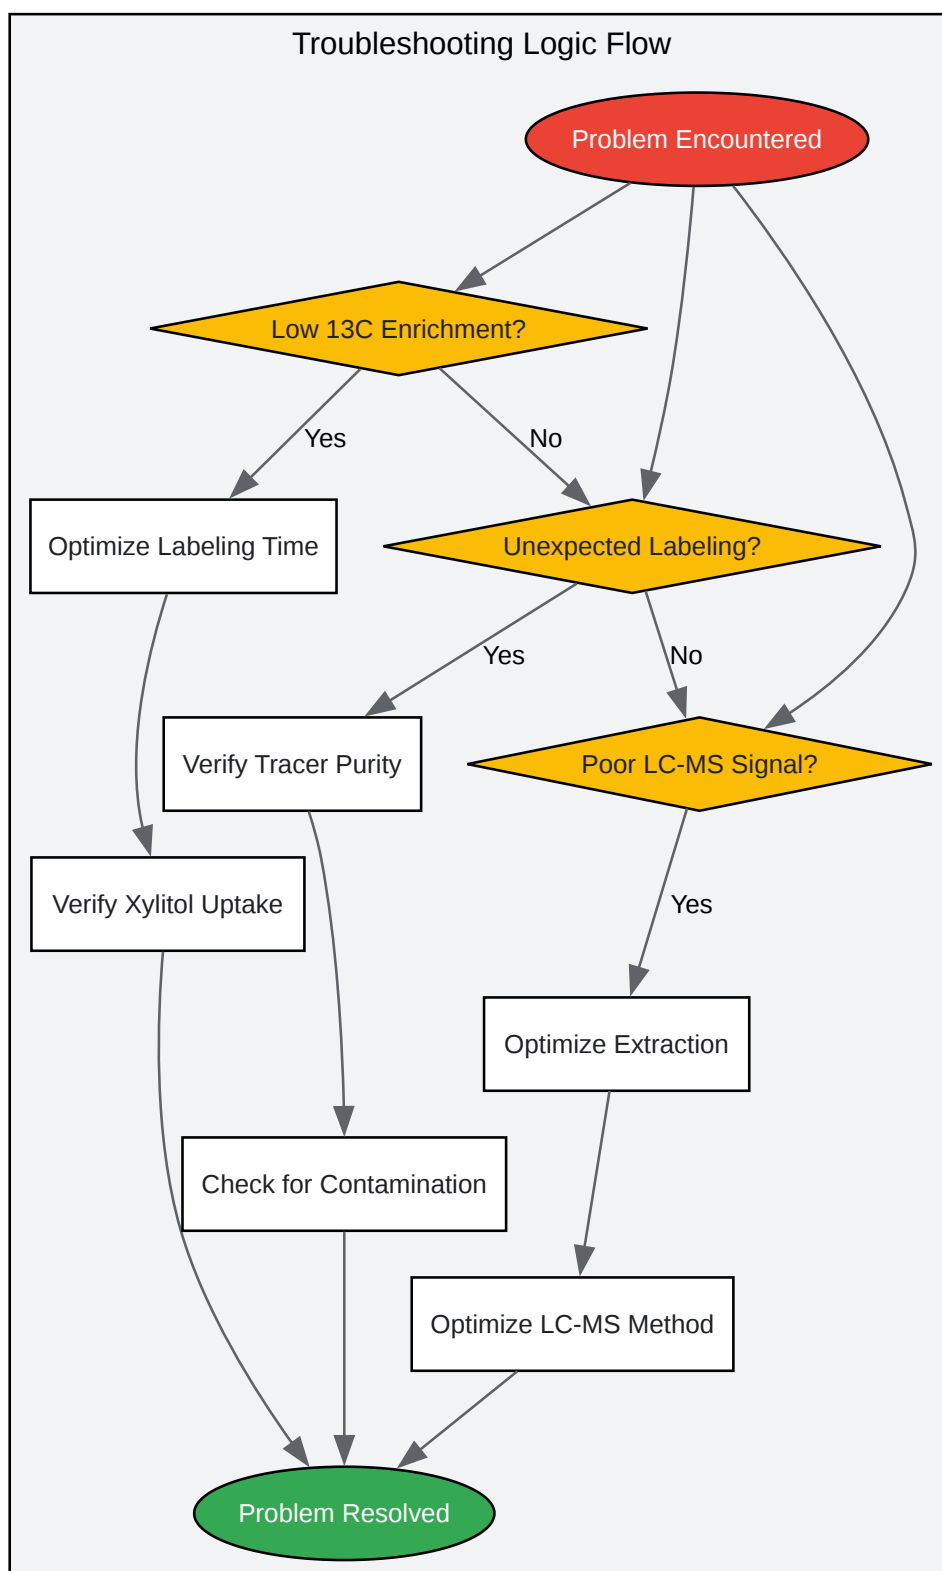 Troubleshooting Logic Flow
Problem Encountered
Low 13C Enrichment?
Yes
No
Optimize Labeling Time
Unexpected Labeling?
Yes
No
Verify Tracer Purity
Poor LC-MS Signal?
Verify Xylitol Uptake
Yes
Optimize Extraction
Check for Contamination
Optimize LC-MS Method
Problem Resolved